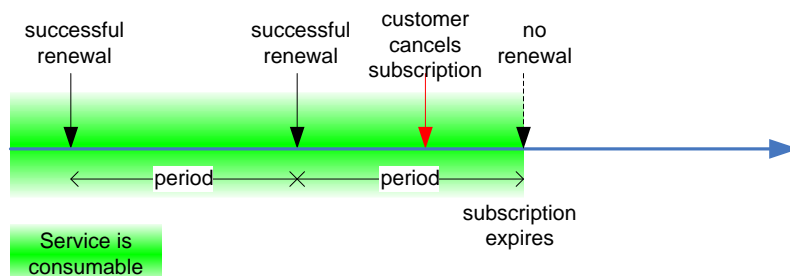 successful
renewal
successful
renewal
customer
cancels
subscription
no
renewal
period
period
subscription
expires
Service is
consumable